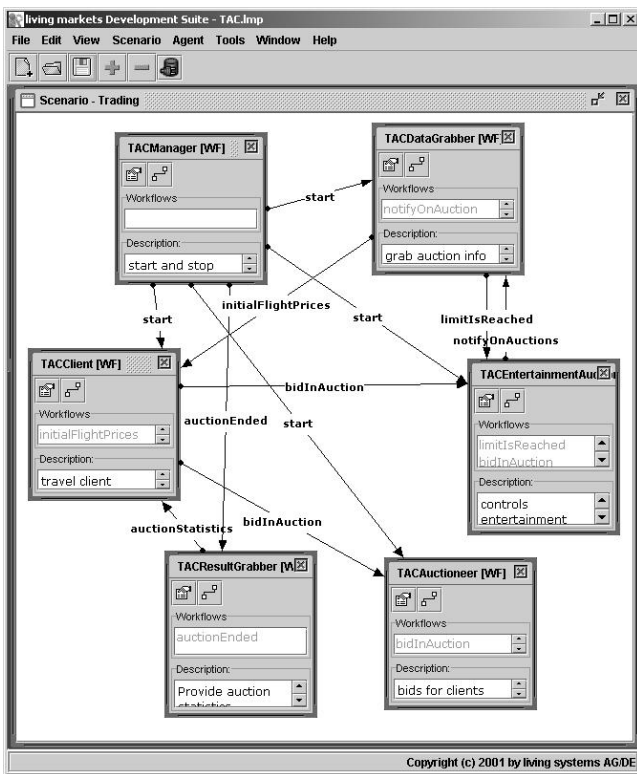 living markets Development Suite - TAC.lmp
File Edit View Scenario Agent Tools Window Help
Scenario - Trading
TACManager [WF]
Workflows
Description:
start and stop
TACDataGrabber [WF]
Workflows
notifyOnAuction
Description:
grab auction info
start
initialFlightPrices
start
start
limitIsReached
notifyOnAuctions
TACClient [WF]
Workflows
initialFlightPrices
Description:
travel client
bidInAuction
auctionEnded
start
TACEntertainmentAuc
Workflows
limitIsReached
bidInAuction
Description:
controls
entertainment
bidInAuction
auctionStatistics
TACResultGrabber [W
Workflows
auctionEnded
Description:
Provide auction
statistics
TACAuctioneer [WF]
Workflows
bidInAuction
Description:
bids for clients
Copyright (c) 2001 by living systems AG/DE